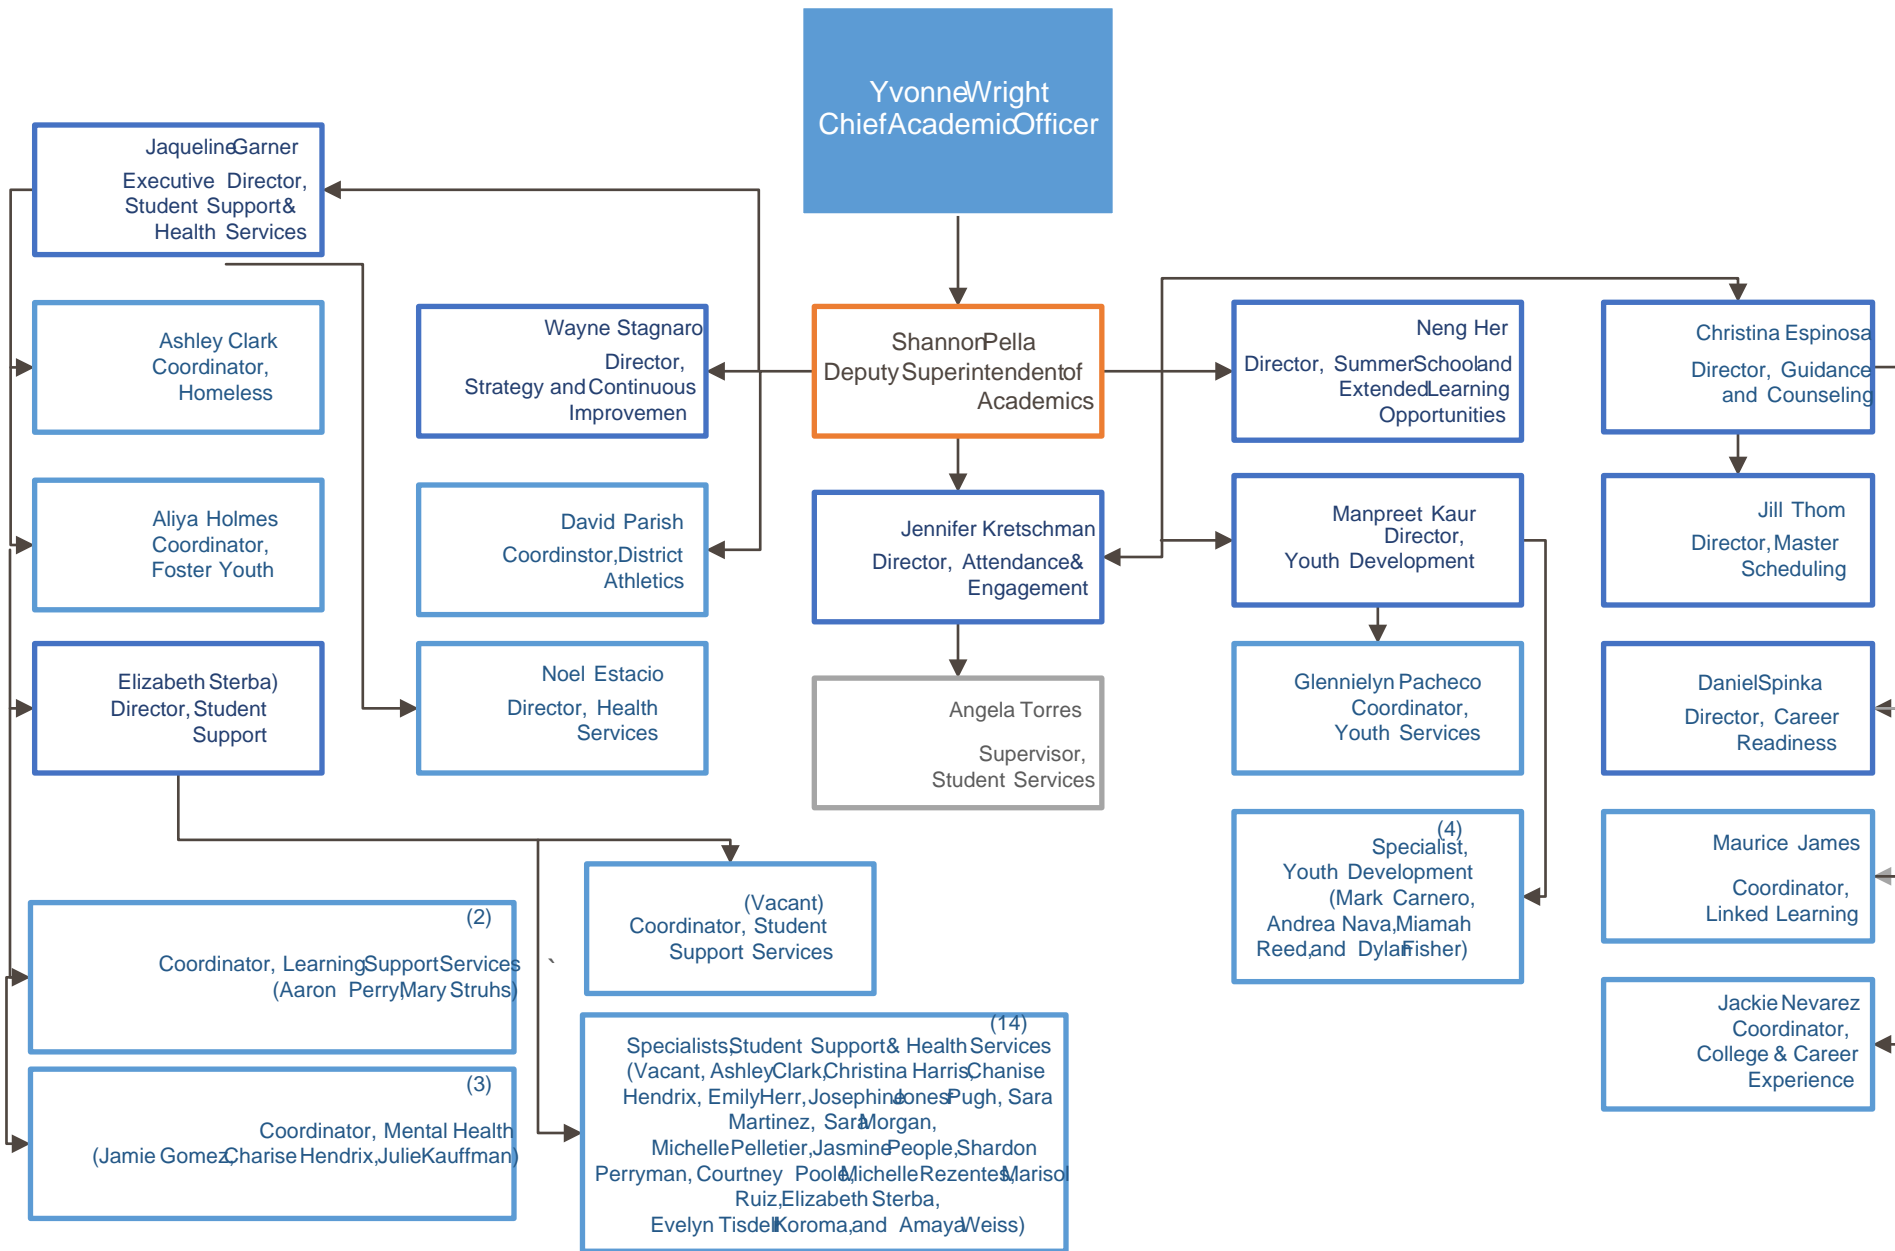 Yvonne Wright
Chief Academic Officer
Jaqueline Garner
Executive Director,
Student Support &
Health Services
Ashley Clark
Coordinator,
Homeless
Wayne Stagnaro
Director,
Strategy and Continuous
Improvemen
Shannon Pella
Deputy Superintendent of
Academics
Neng Her
Director, Summer School and
Extended Learning
Opportunities
Christina Espinosa
Director, Guidance
and Counseling
Aliya Holmes
Coordinator,
Foster Youth
David Parish
Coordinstor, District
Athletics
Jennifer Kretschman
Director, Attendance &
Engagement
Manpreet Kaur
Director,
Youth Development
Jill Thom
Director, Master
Scheduling
Elizabeth Sterba)
Director, Student
Support
Noel Estacio
Director, Health
Services
Angela Torres
Supervisor,
Student Services
Glennielyn Pacheco
Coordinator,
Youth Services
Daniel Spinka
Director, Career
Readiness
(4)
Specialist,
Youth Development
(Mark Carnero,
Andrea Nava, Miamah
Reed, and Dylan Fisher)
Maurice James
Coordinator,
Linked Learning
(Vacant)
Coordinator, Student
Support Services
(2)
Coordinator, Learning Support Services
(Aaron Perry, Mary Struhs)
`
Jackie Nevarez
Coordinator,
College & Career
Experience
(3)
Coordinator, Mental Health
(Jamie Gomez, Charise Hendrix, Julie Kauffman)
(14)
Specialists, Student Support & Health Services
(Vacant, Ashley Clark, Christina Harris, Chanise
Hendrix, Emily Herr, Josephine Jones Pugh, Sara
Martinez, Sara Morgan,
Michelle Pelletier, Jasmine People, Shardon
Perryman, Courtney Poole, Michelle Rezentes, Marisol
Ruiz, Elizabeth Sterba,
Evelyn Tisdell Koroma, and Amaya Weiss)